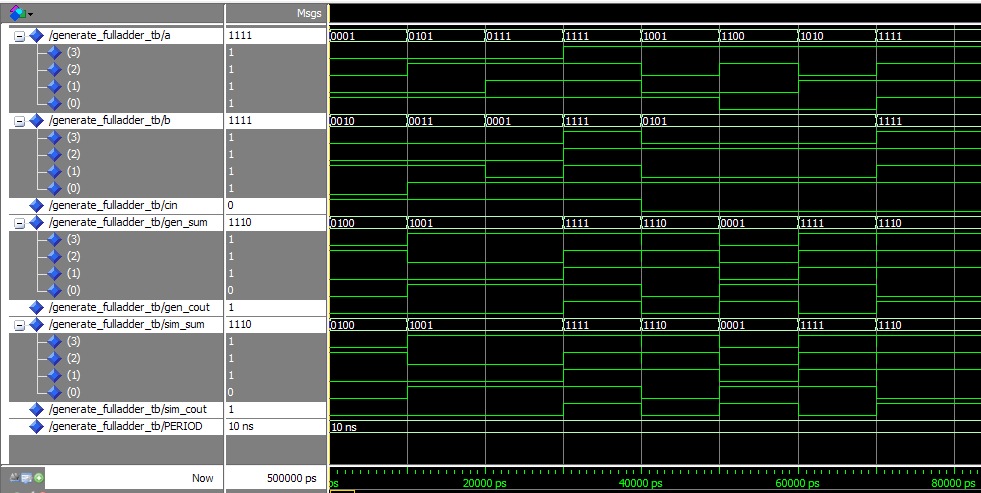 Msgs
/generate_fulladder_tb/a 1111 0001 0101 0111 1111 1001 1100 1010 1111
(3) 1
(2) 1
(1) 1
(0) 1
/generate_fulladder_tb/b 1111 0010 0011 0001 1111 0101 1111
(3) 1
(2) 1
(1) 1
(0) 1
/generate_fulladder_tb/cin 0
/generate_fulladder_tb/gen_sum 1110 0100 1001 1111 1110 0001 1111 1110
(3) 1
(2) 1
(1) 1
(0) 0
/generate_fulladder_tb/gen_cout 1
/generate_fulladder_tb/sim_sum 1110 0100 1001 1111 1110 0001 1111 1110
(3) 1
(2) 1
(1) 1
(0) 0
/generate_fulladder_tb/sim_cout 1
/generate_fulladder_tb/PERIOD 10 ns 10 ns
Now 500000 ps ps 20000 ps 40000 ps 60000 ps 80000 ps